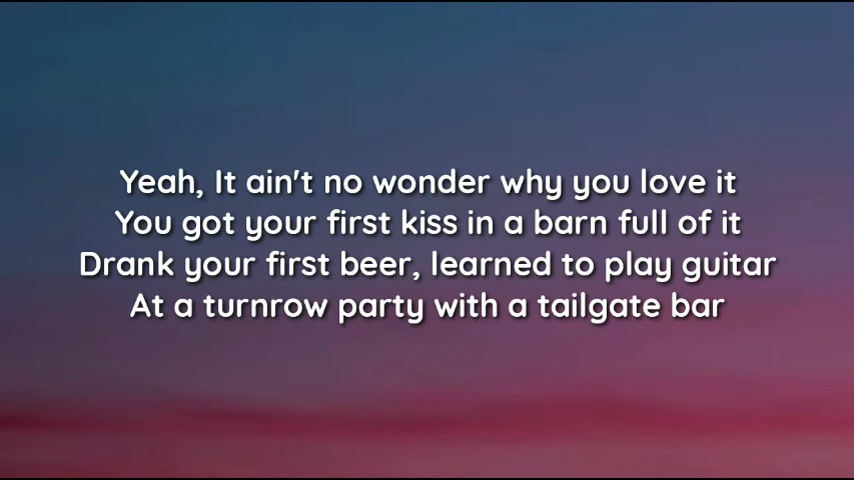 Yeah, It ain't no wonder why you love it
You got your first kiss in a barn full of it
Drank your first beer, learned to play guitar
At a turnrow party with a tailgate bar